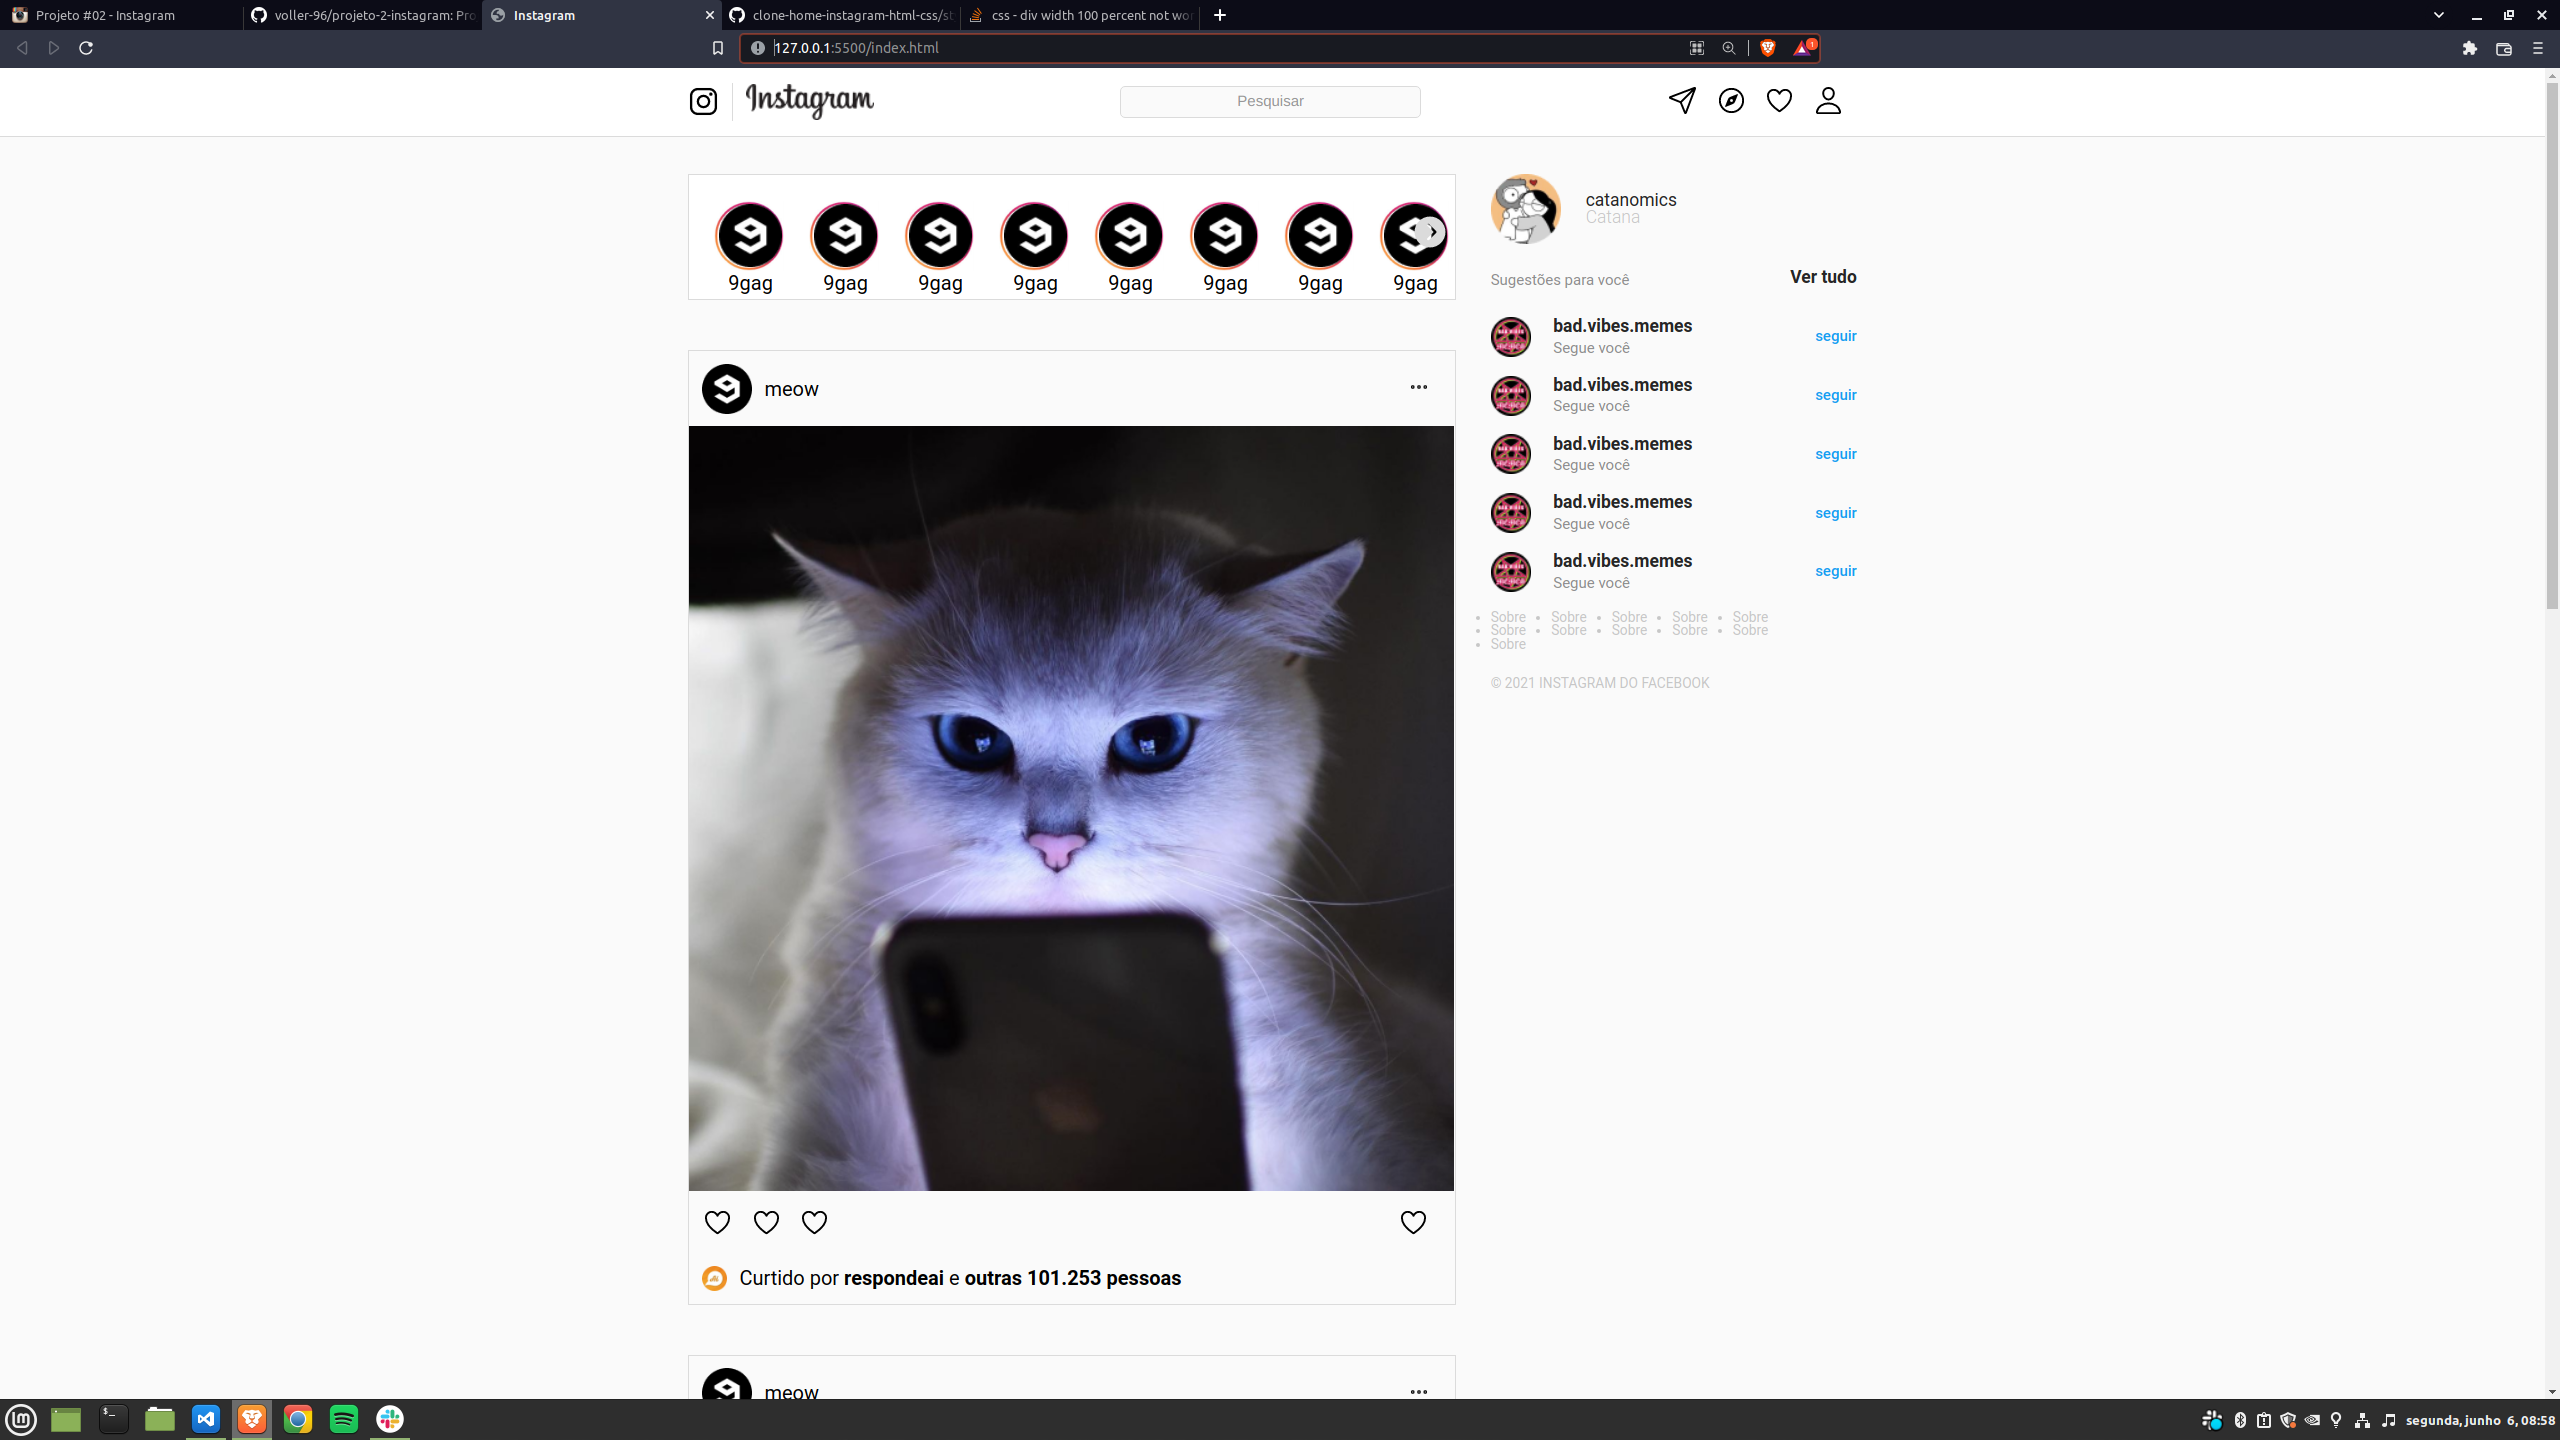 Projeto #02 - Instagram
voller-96/projeto-2-instagram: Pro
Instagram
clone-home-instagram-html-css/st
css - div width 100 percent not wor
127.0.0.1:5500/index.html
1
Instagram
Pesquisar
9gag 9gag 9gag 9gag 9gag 9gag 9gag 9gag
catanomics
Catana
Sugestões para você
Ver tudo
bad.vibes.memes
Segue você
seguir
bad.vibes.memes
Segue você
seguir
bad.vibes.memes
Segue você
seguir
bad.vibes.memes
Segue você
seguir
bad.vibes.memes
Segue você
seguir
• Sobre • Sobre • Sobre • Sobre • Sobre
• Sobre • Sobre • Sobre • Sobre • Sobre
• Sobre
© 2021 INSTAGRAM DO FACEBOOK
meow
Curtido por respondeai e outras 101.253 pessoas
meow
segunda, junho 6, 08:58